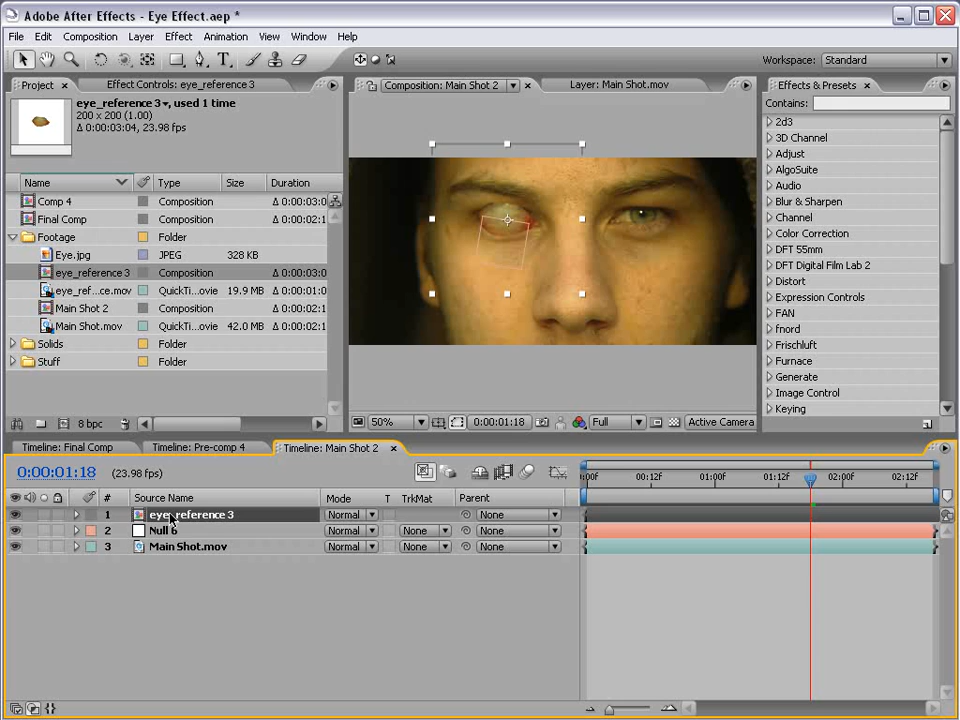 Adobe After Effects - Eye Effect.aep *
File Edit Composition Layer Effect Animation View Window Help
Workspace: Standard
Project Effect Controls: eye_reference 3
eye_reference 3, used 1 time
200 x 200 (1.00)
Δ 0:00:03:04, 23.98 fps
Name Type Size Duration
Comp 4 Composition Δ 0:00:03:0
Final Comp Composition Δ 0:00:02:1
Footage Folder
Eye.jpg JPEG 328 KB
eye_reference 3 Composition Δ 0:00:03:0
eye_ref...ce.mov QuickTi...ovie 19.9 MB Δ 0:00:01:0
Main Shot 2 Composition Δ 0:00:02:1
Main Shot.mov QuickTi...ovie 42.0 MB Δ 0:00:02:1
Solids Folder
Stuff Folder
8 bpc
Composition: Main Shot 2 Layer: Main Shot.mov
50% 0:00:01:18 Full Active Camera
Effects & Presets
Contains:
2d3
3D Channel
Adjust
AlgoSuite
Audio
Blur & Sharpen
Channel
Color Correction
DFT 55mm
DFT Digital Film Lab 2
Distort
Expression Controls
FAN
fnord
Frischluft
Furnace
Generate
Image Control
Keying
Timeline: Final Comp Timeline: Pre-comp 4 Timeline: Main Shot 2
0:00:01:18 (23.98 fps)
# Source Name Mode T TrkMat Parent
:00f 00:12f 01:00f 01:12f 02:00f 02:12f
1 eye_reference 3 Normal None
2 Null 6 Normal None None
3 Main Shot.mov Normal None None